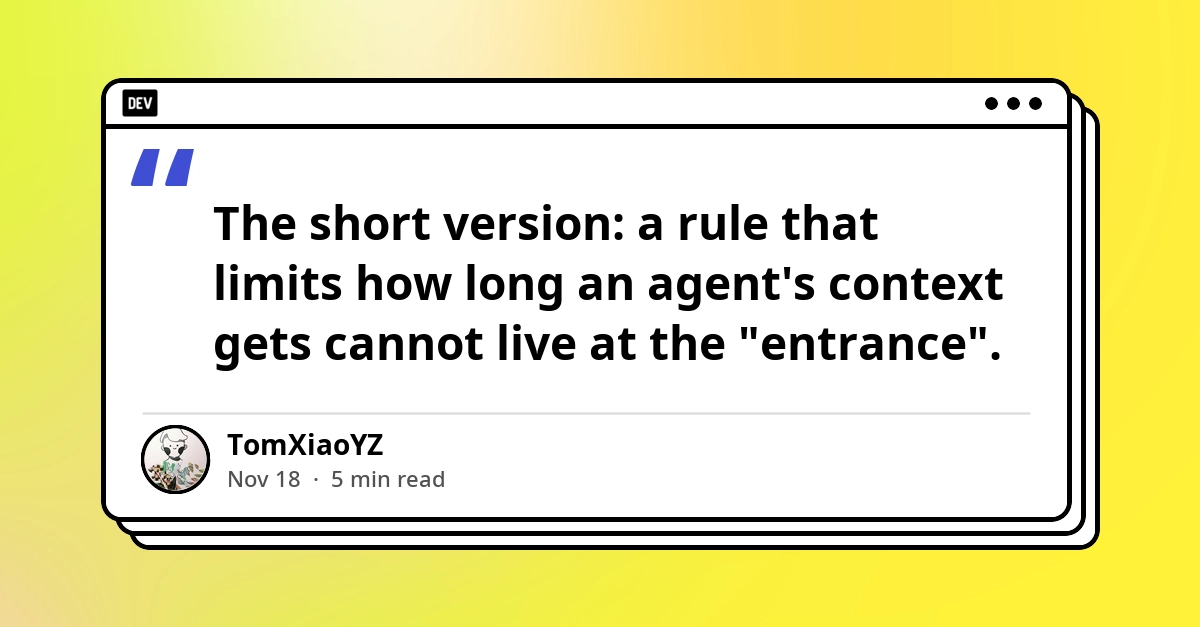 DEV
The short version: a rule that
limits how long an agent's context
gets cannot live at the "entrance".
TomXiaoYZ
Nov 18 · 5 min read